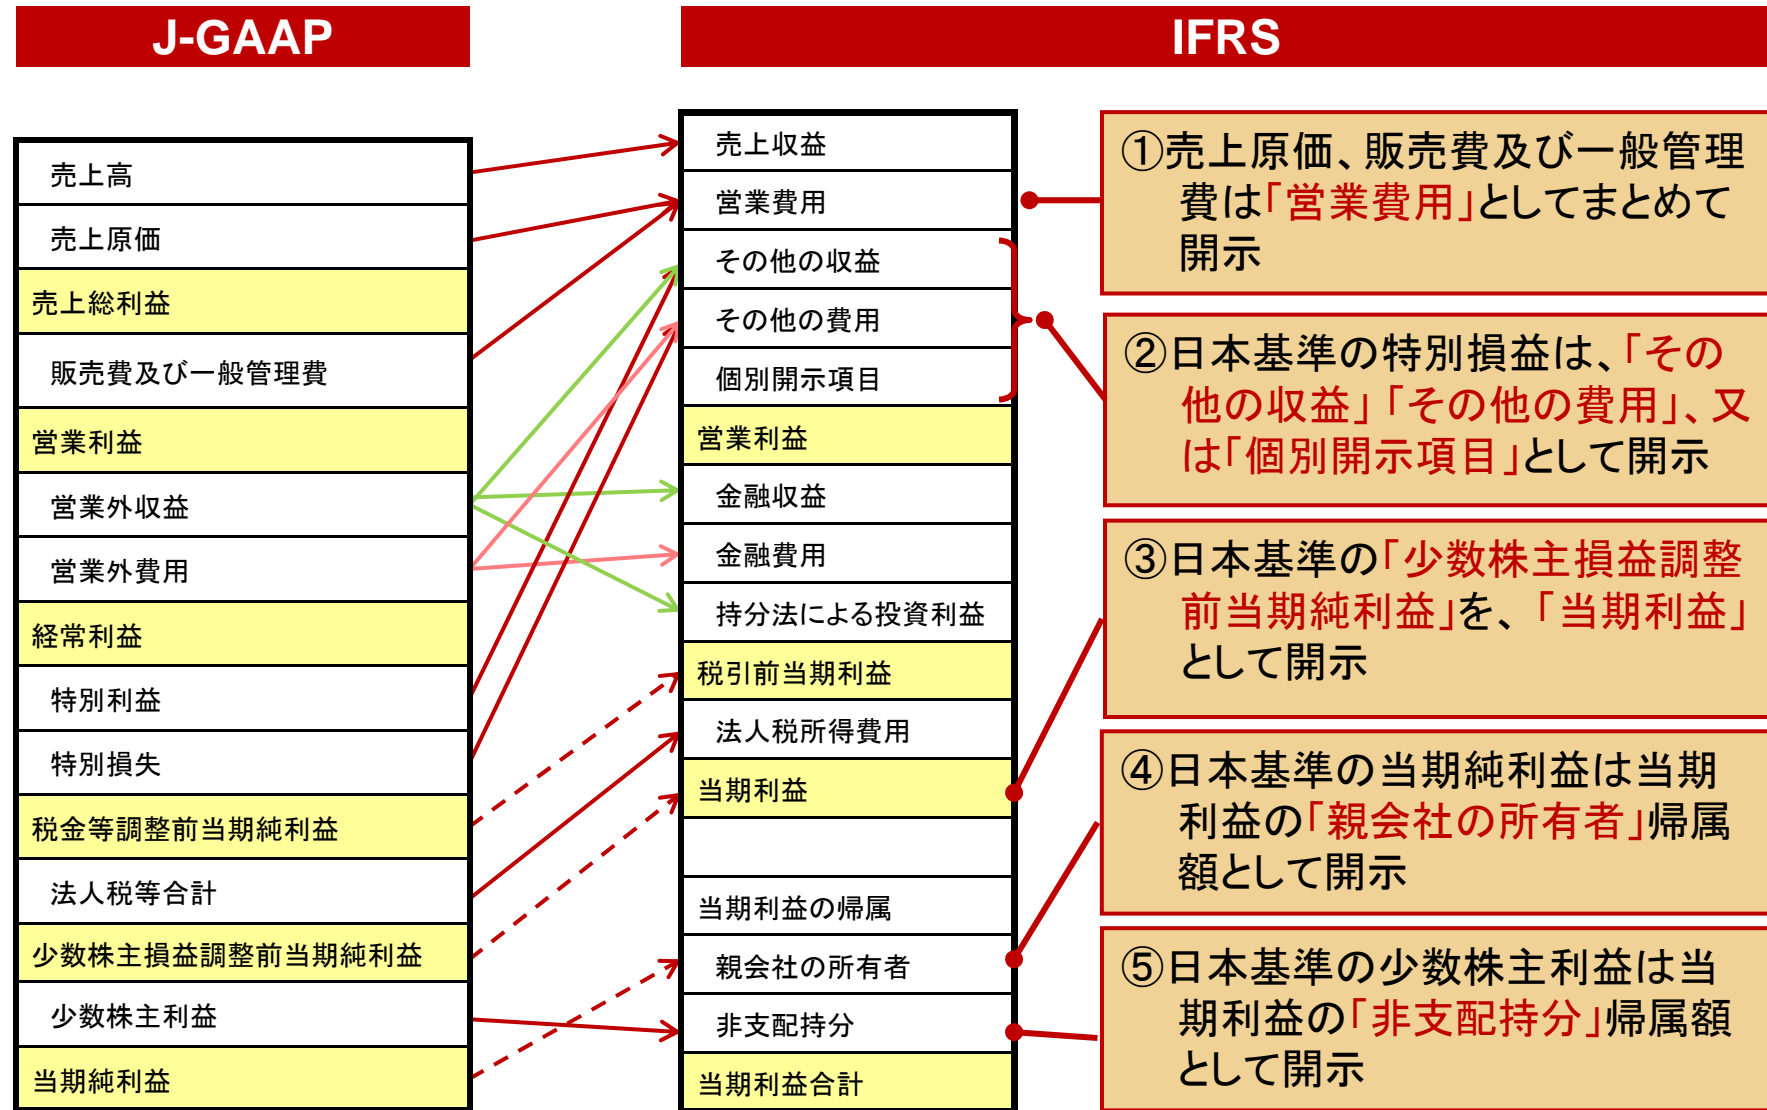 J-GAAP
IFRS
売上高
売上原価
売上総利益
販売費及び一般管理費
営業利益
営業外収益
営業外費用
経常利益
特別利益
特別損失
税金等調整前当期純利益
法人税等合計
少数株主損益調整前当期純利益
少数株主利益
当期純利益
売上収益
営業費用
その他の収益
その他の費用
個別開示項目
営業利益
金融収益
金融費用
持分法による投資利益
税引前当期利益
法人税所得費用
当期利益
当期利益の帰属
親会社の所有者
非支配持分
当期利益合計
①売上原価、販売費及び一般管理
費は「営業費用」としてまとめて
開示
②日本基準の特別損益は、「その
他の収益」「その他の費用」、又
は「個別開示項目」として開示
③日本基準の「少数株主損益調整
前当期純利益」を、「当期利益」
として開示
④日本基準の当期純利益は当期
利益の「親会社の所有者」帰属
額として開示
⑤日本基準の少数株主利益は当
期利益の「非支配持分」帰属額
として開示